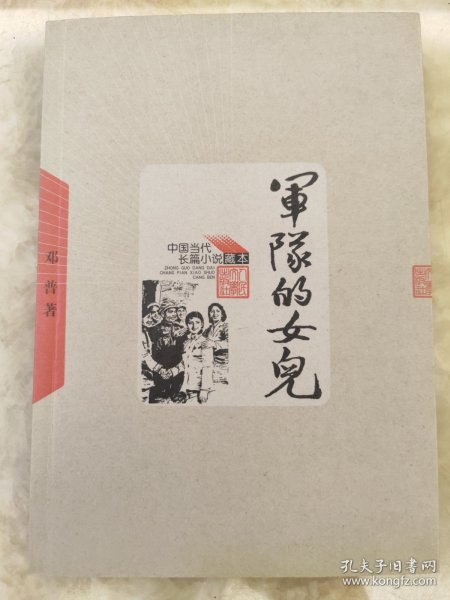 軍隊的女兒
中国当代
长篇小说藏本
ZHONG GUO DANG DAI
CHANG PIAN XIAO SHUO
CANG BEN
邓普著
孔夫子旧书网
www.kongfz.com